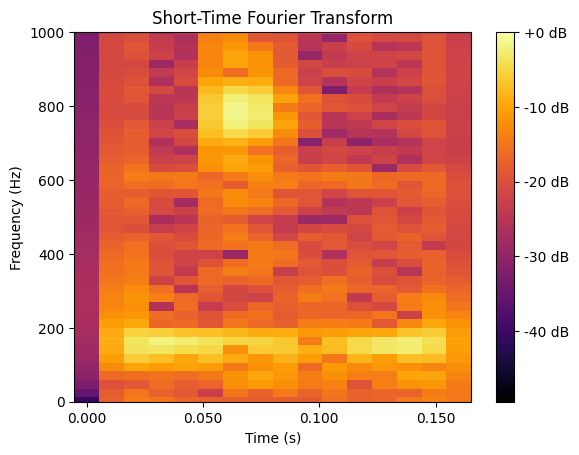 Short-Time Fourier Transform
1000
800
600
400
200
0
Frequency (Hz)
0.000
0.050
0.100
0.150
Time (s)
+0 dB
-10 dB
-20 dB
-30 dB
-40 dB